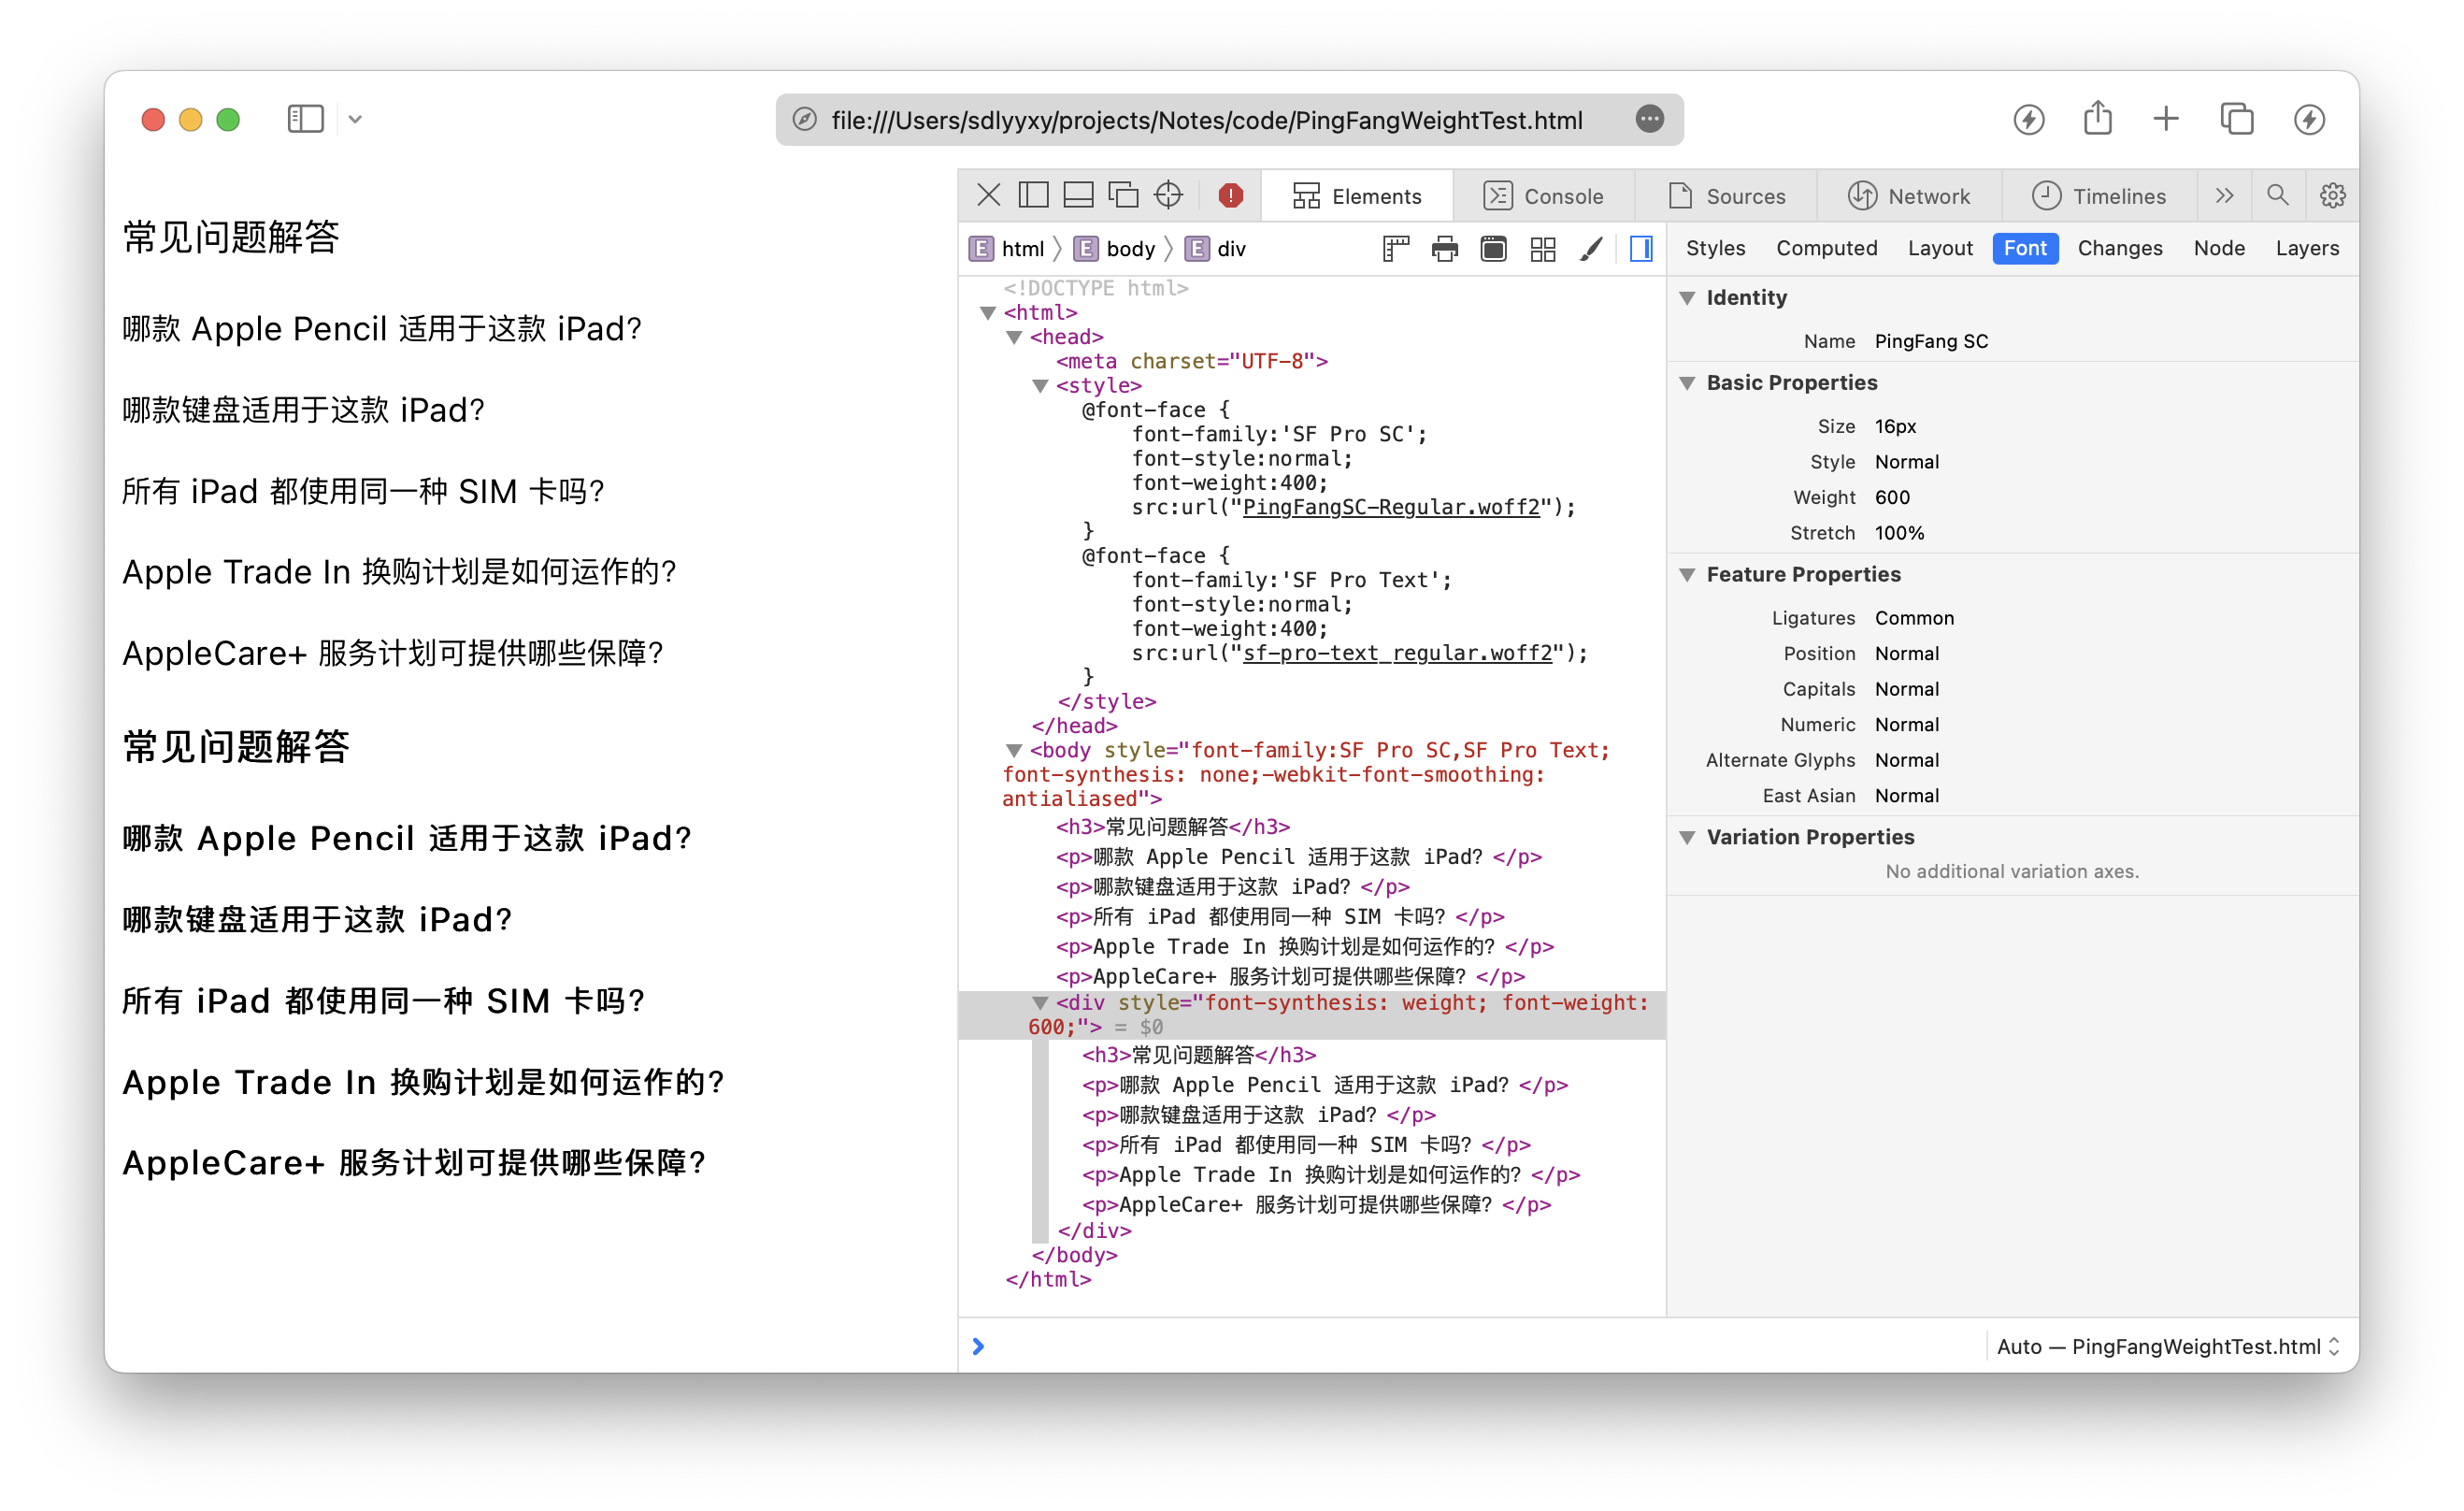 file:///Users/sdlyyxy/projects/Notes/code/PingFangWeightTest.html
常见问题解答
哪款 Apple Pencil 适用于这款 iPad?
哪款键盘适用于这款 iPad?
所有 iPad 都使用同一种 SIM 卡吗?
Apple Trade In 换购计划是如何运作的?
AppleCare+ 服务计划可提供哪些保障?
常见问题解答
哪款 Apple Pencil 适用于这款 iPad?
哪款键盘适用于这款 iPad?
所有 iPad 都使用同一种 SIM 卡吗?
Apple Trade In 换购计划是如何运作的?
AppleCare+ 服务计划可提供哪些保障?
Elements Console Sources Network Timelines
E html E body E div
<!DOCTYPE html>
<html>
<head>
<meta charset="UTF-8">
<style>
@font-face {
font-family:'SF Pro SC';
font-style:normal;
font-weight:400;
src:url("PingFangSC-Regular.woff2");
}
@font-face {
font-family:'SF Pro Text';
font-style:normal;
font-weight:400;
src:url("sf-pro-text_regular.woff2");
}
</style>
</head>
<body style="font-family:SF Pro SC,SF Pro Text;
font-synthesis: none;-webkit-font-smoothing:
antialiased">
<h3>常见问题解答</h3>
<p>哪款 Apple Pencil 适用于这款 iPad? </p>
<p>哪款键盘适用于这款 iPad? </p>
<p>所有 iPad 都使用同一种 SIM 卡吗? </p>
<p>Apple Trade In 换购计划是如何运作的? </p>
<p>AppleCare+ 服务计划可提供哪些保障? </p>
<div style="font-synthesis: weight; font-weight:
600;"> = $0
<h3>常见问题解答</h3>
<p>哪款 Apple Pencil 适用于这款 iPad? </p>
<p>哪款键盘适用于这款 iPad? </p>
<p>所有 iPad 都使用同一种 SIM 卡吗? </p>
<p>Apple Trade In 换购计划是如何运作的? </p>
<p>AppleCare+ 服务计划可提供哪些保障? </p>
</div>
</body>
</html>
Styles Computed Layout Font Changes Node Layers
Identity
Name PingFang SC
Basic Properties
Size 16px
Style Normal
Weight 600
Stretch 100%
Feature Properties
Ligatures Common
Position Normal
Capitals Normal
Numeric Normal
Alternate Glyphs Normal
East Asian Normal
Variation Properties
No additional variation axes.
Auto — PingFangWeightTest.html